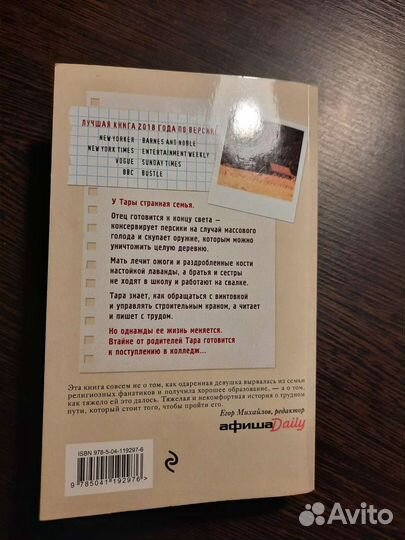 ЛУЧШАЯ КНИГА 2018 ГОДА ПО ВЕРСИИ
NEW YORKER BARNES AND NOBLE
NEW YORK TIMES ENTERTAINMENT WEEKLY
VOGUE SUNDAY TIMES
BBC BUSTLE
У Тары странная семья.
Отец готовится к концу света –
консервирует персики на случай массового
голода и скупает оружие, которым можно
уничтожить целую деревню.
Мать лечит ожоги и раздробленные кости
настойкой лаванды, а братья и сестры
не ходят в школу и работают на свалке.
Тара знает, как обращаться с винтовкой
и управлять строительным краном, а читает
и пишет с трудом.
Но однажды ее жизнь меняется.
Втайне от родителей Тара готовится
к поступлению в колледж...
Эта книга совсем не о том, как одаренная девушка вырвалась из семьи
религиозных фанатиков и получила хорошее образование, — а о том,
как тяжело ей это далось. Тяжелая и некомфортная история о трудном
пути, который стоит того, чтобы пройти его.
Егор Михайлов, редактор
афишаDaily
ISBN 978-5-04-119297-6
9 785041 192976 >
Avito